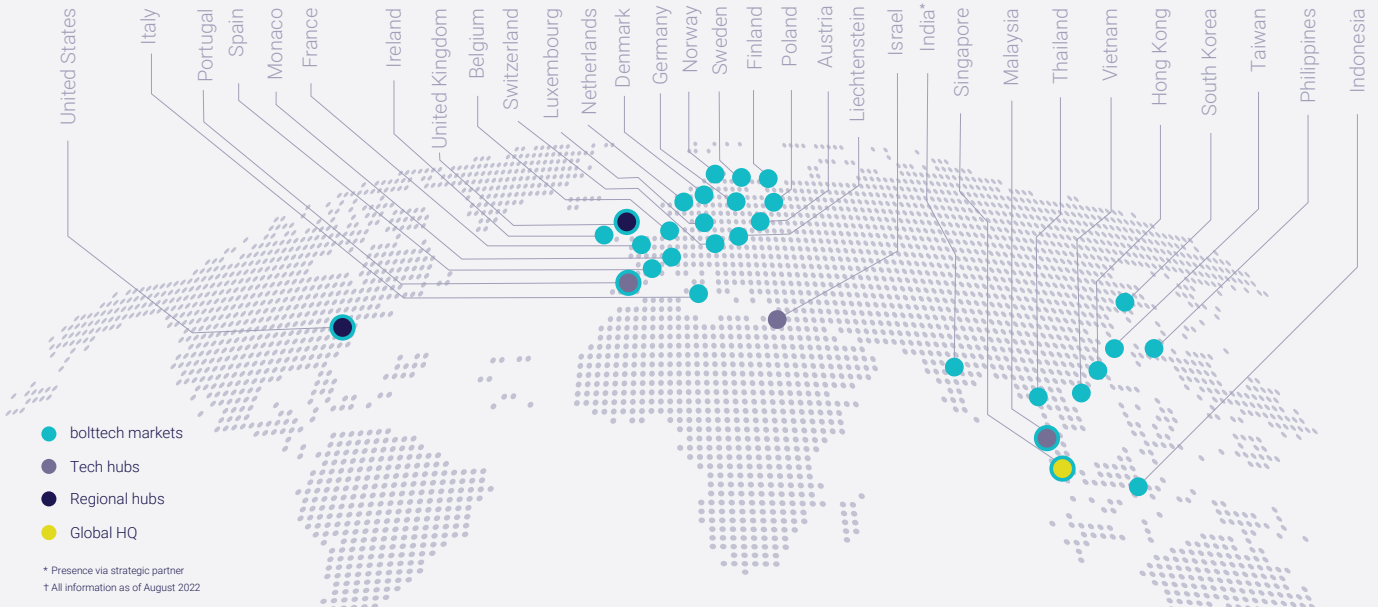 United States
Italy
Portugal
Spain
Monaco
France
Ireland
United Kingdom
Belgium
Switzerland
Luxembourg
Netherlands
Denmark
Germany
Norway
Sweden
Finland
Poland
Austria
Liechtenstein
Israel
India*
Singapore
Malaysia
Thailand
Vietnam
Hong Kong
South Korea
Taiwan
Philippines
Indonesia
bolttech markets
Tech hubs
Regional hubs
Global HQ
* Presence via strategic partner
† All information as of August 2022